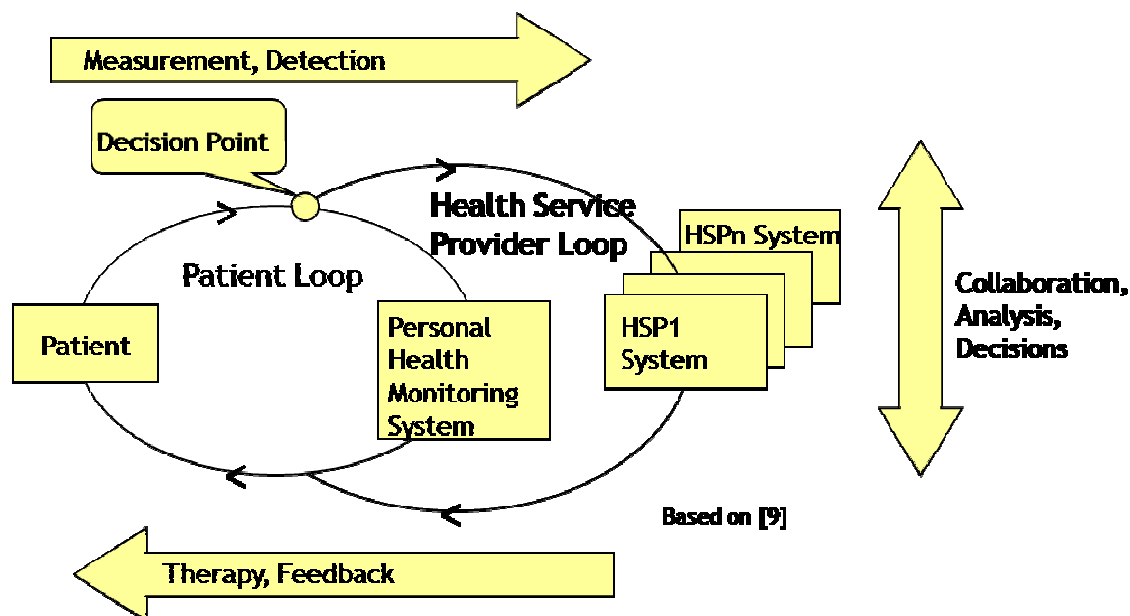 Measurement, Detection
Decision Point
Health Service
Provider Loop
HSPn System
Patient Loop
Collaboration,
Analysis,
Decisions
Patient
Personal
Health
Monitoring
System
HSP1
System
Based on [9]
Therapy, Feedback